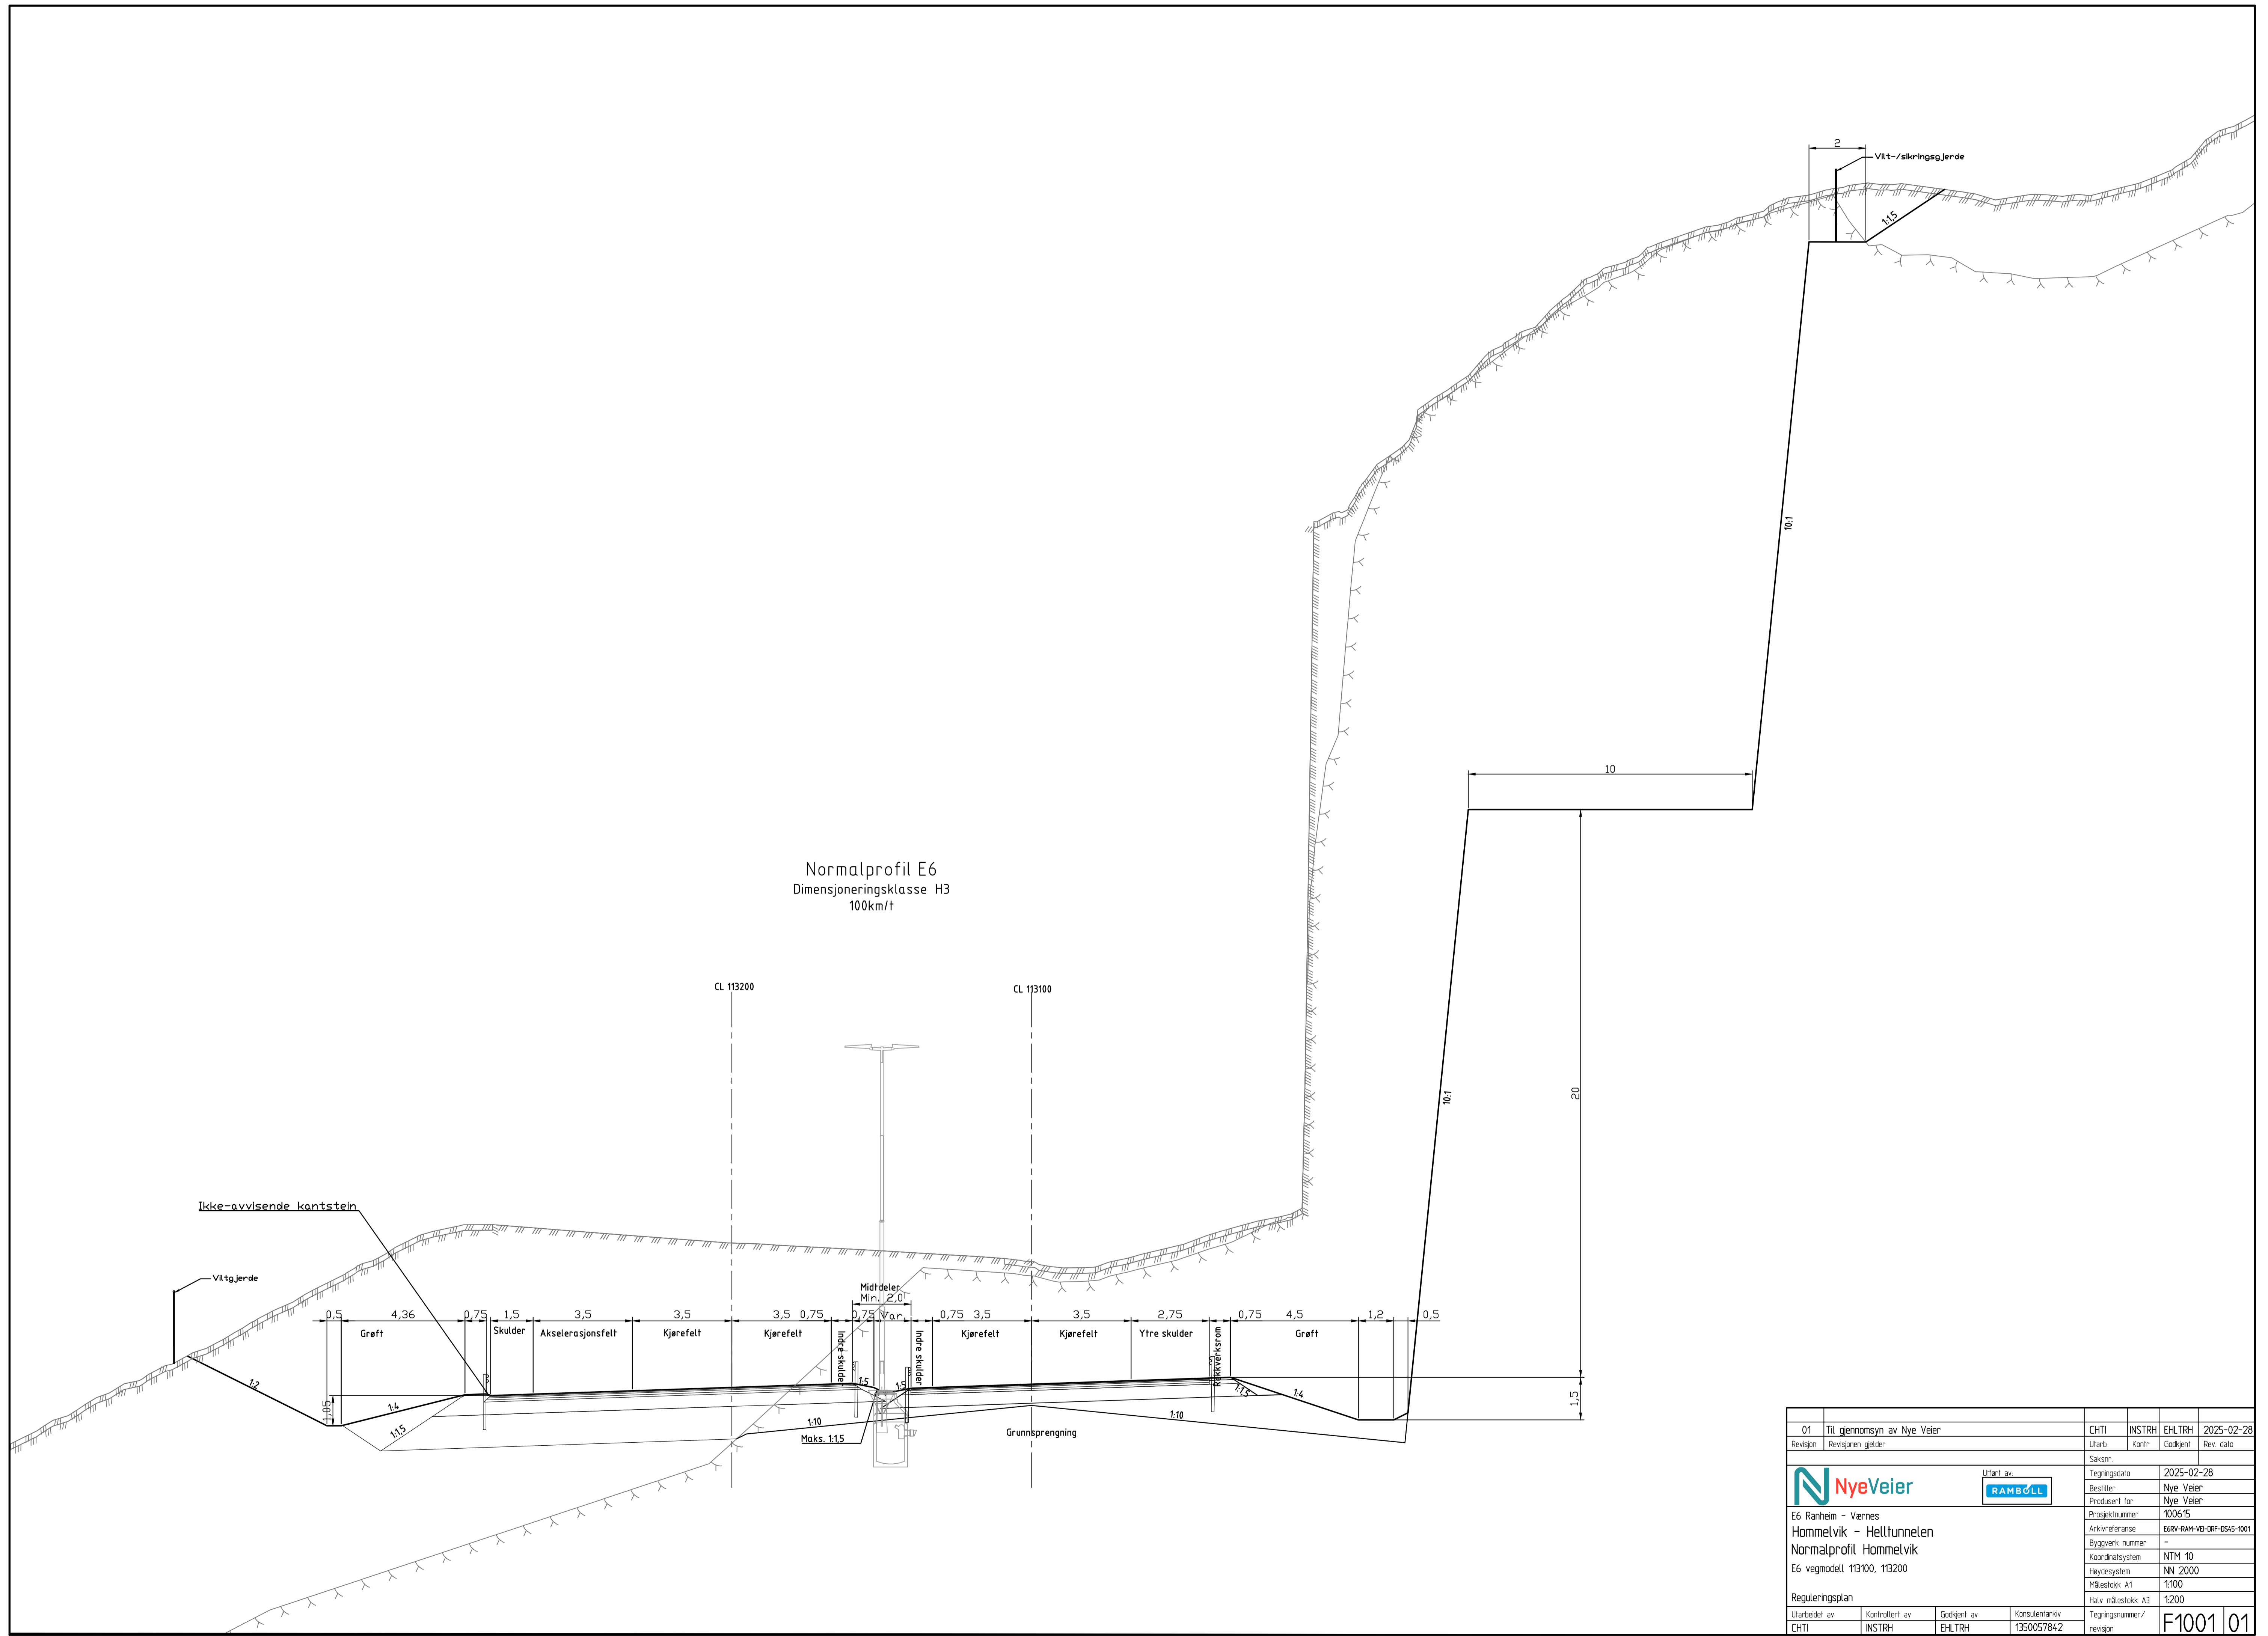 2
Vilt-/sikringsgjerde
1:1,5
10:1
10
Normalprofil E6
Dimensjoneringsklasse H3
100km/t
CL 113200
CL 113100
20
10:1
Ikke-avvisende kantstein
Viltgjerde
Midtdeler
Min. 2,0
0,5 4,36 0,75 1,5 3,5 3,5 3,5 0,75 0,75 Var. 0,75 3,5 3,5 2,75 0,75 4,5 1,2 0,5
Grøft Skulder Akselerasjonsfelt Kjørefelt Kjørefelt Indre skulder Indre skulder Kjørefelt Kjørefelt Ytre skulder Rekkverksrom Grøft
1:2
1:4
1,05
1:1,5
1:5
1:5
1:1,5
1:4
1,5
1:10
1:10
Maks. 1:1,5
Grunnsprengning
01 Til gjennomsyn av Nye Veier CHTI INSTRH EHLTRH 2025-02-28
Revisjon Revisjonen gjelder Utarb Kontr Godkjent Rev. dato
Saksnr.
NyeVeier
Utført av:
RAMBOLL
Tegningsdato 2025-02-28
Bestiller Nye Veier
Produsert for Nye Veier
Prosjektnummer 100615
Arkivreferanse E6RV-RAM-VEI-DRF-DS45-1001
Byggverk nummer -
Koordinatsystem NTM 10
Høydesystem NN 2000
Målestokk A1 1:100
Halv målestokk A3 1:200
E6 Ranheim - Værnes
Hommelvik - Helltunnelen
Normalprofil Hommelvik
E6 vegmodell 113100, 113200
Reguleringsplan
Utarbeidet av Kontrollert av Godkjent av Konsulentarkiv
CHTI INSTRH EHLTRH 1350057842
Tegningsnummer/
revisjon
F1001 01